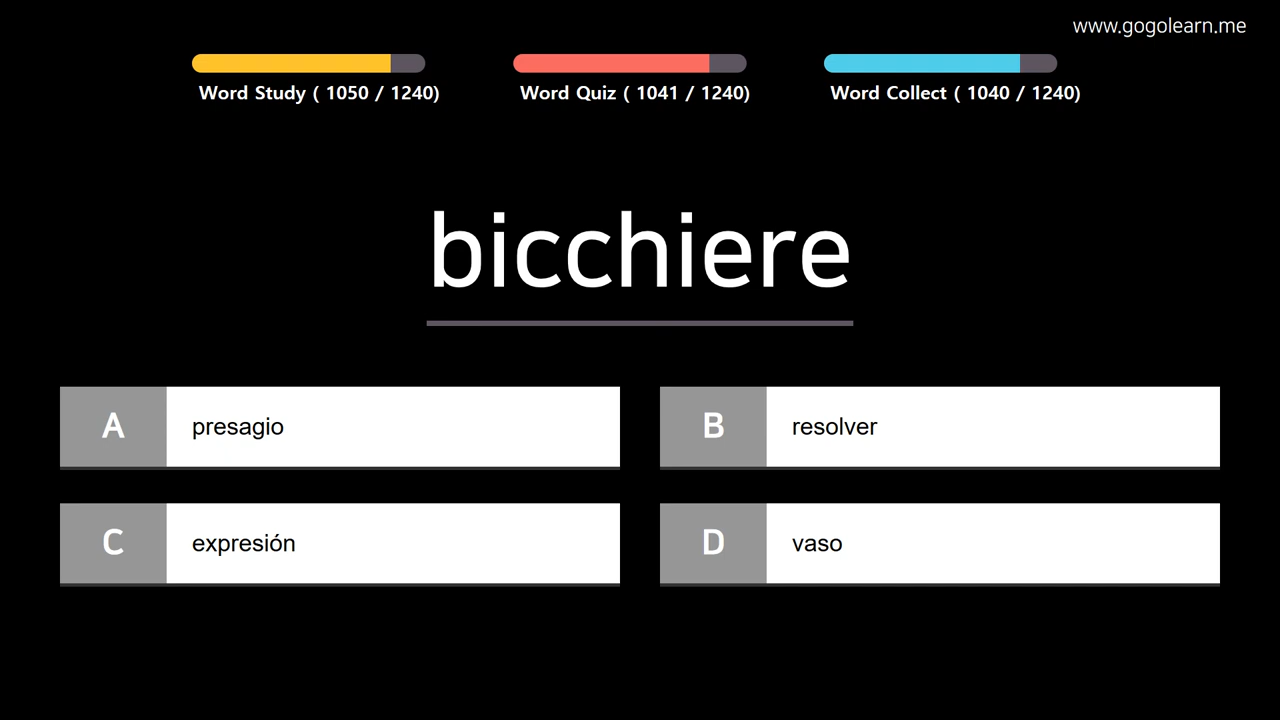 www.gogolearn.me
Word Study ( 1050 / 1240)
Word Quiz ( 1041 / 1240)
Word Collect ( 1040 / 1240)
bicchiere
A presagio
B resolver
C expresión
D vaso